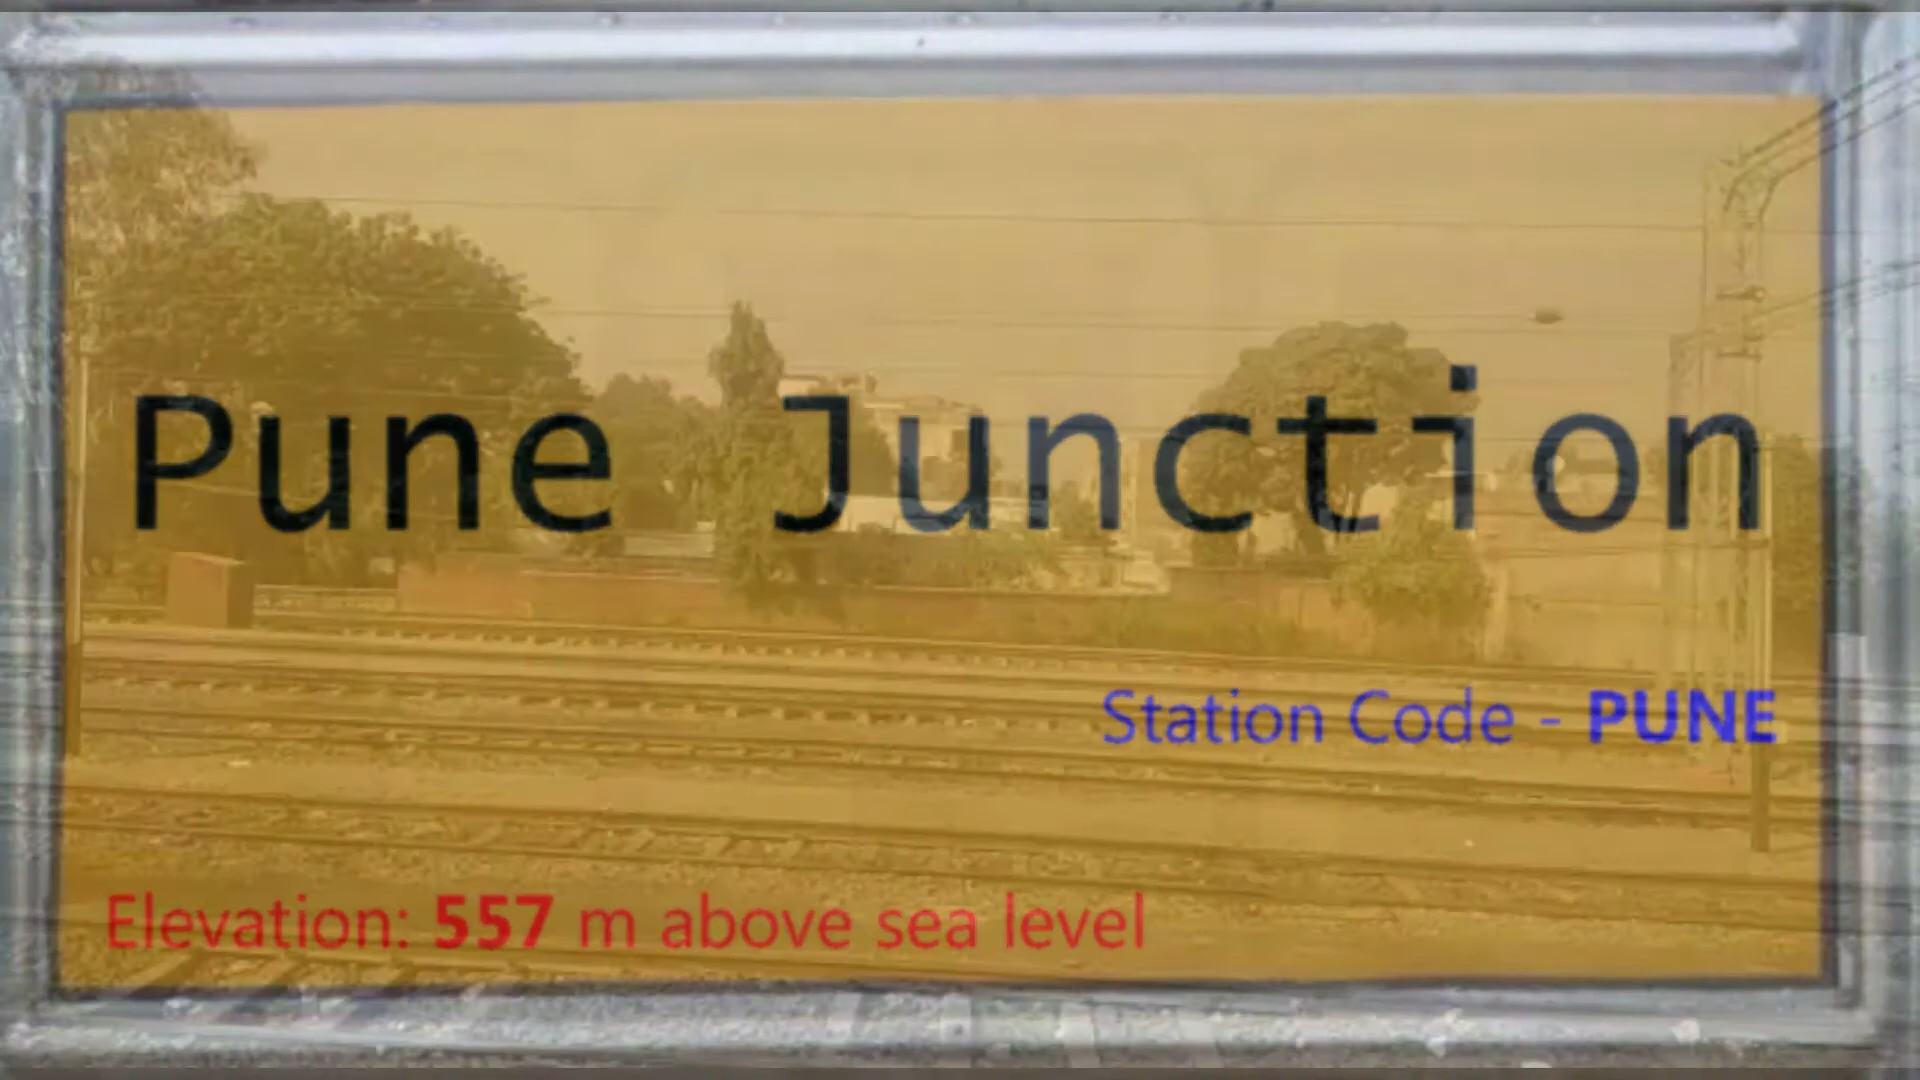 Pune Junction
Station Code - PUNE
Elevation: 557 m above sea level